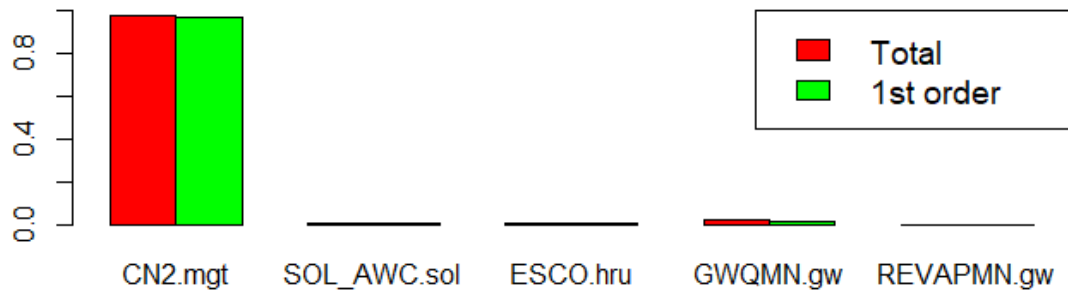 0.8
0.4
0.0
Total
1st order
CN2.mgt SOL_AWC.sol ESCO.hru GWQMN.gw REVAPMN.gw